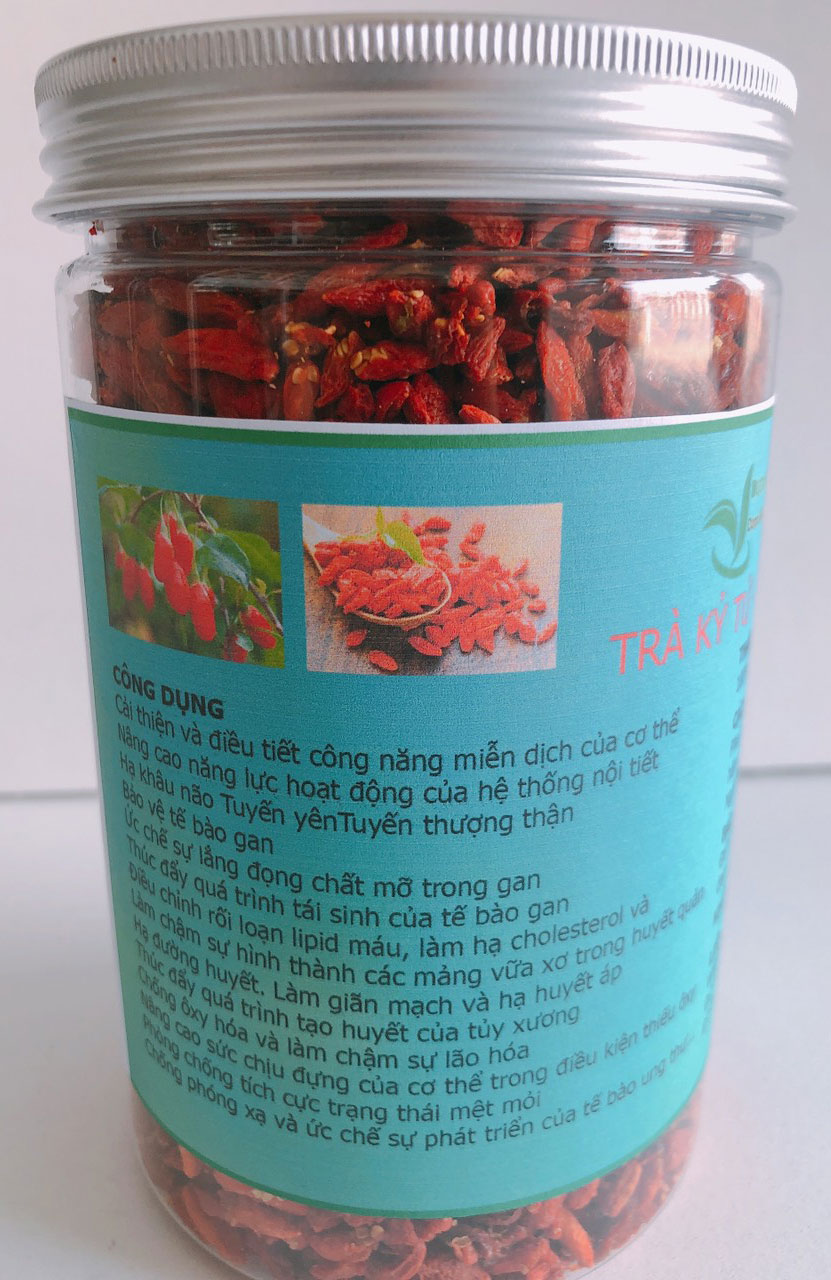 TRÀ KỶ TỬ
CÔNG DỤNG
Cải thiện và điều tiết công năng miễn dịch của cơ thể
Nâng cao năng lực hoạt động của hệ thống nội tiết
Hạ khâu não Tuyến yênTuyến thượng thận
Bảo vệ tế bào gan
Ức chế sự lắng đọng chất mỡ trong gan
Thúc đẩy quá trình tái sinh của tế bào gan
Điều chỉnh rối loạn lipid máu, làm hạ cholesterol và
Làm chậm sự hình thành các mảng vữa xơ trong huyết quản
Hạ đường huyết. Làm giãn mạch và hạ huyết áp
Thúc đẩy quá trình tạo huyết của tủy xương
Chống ôxy hóa và làm chậm sự lão hóa
Nâng cao sức chịu đựng của cơ thể trong điều kiện thiếu ôxy
Phòng chống tích cực trạng thái mệt mỏi
Chống phóng xạ và ức chế sự phát triển của tế bào ung thư